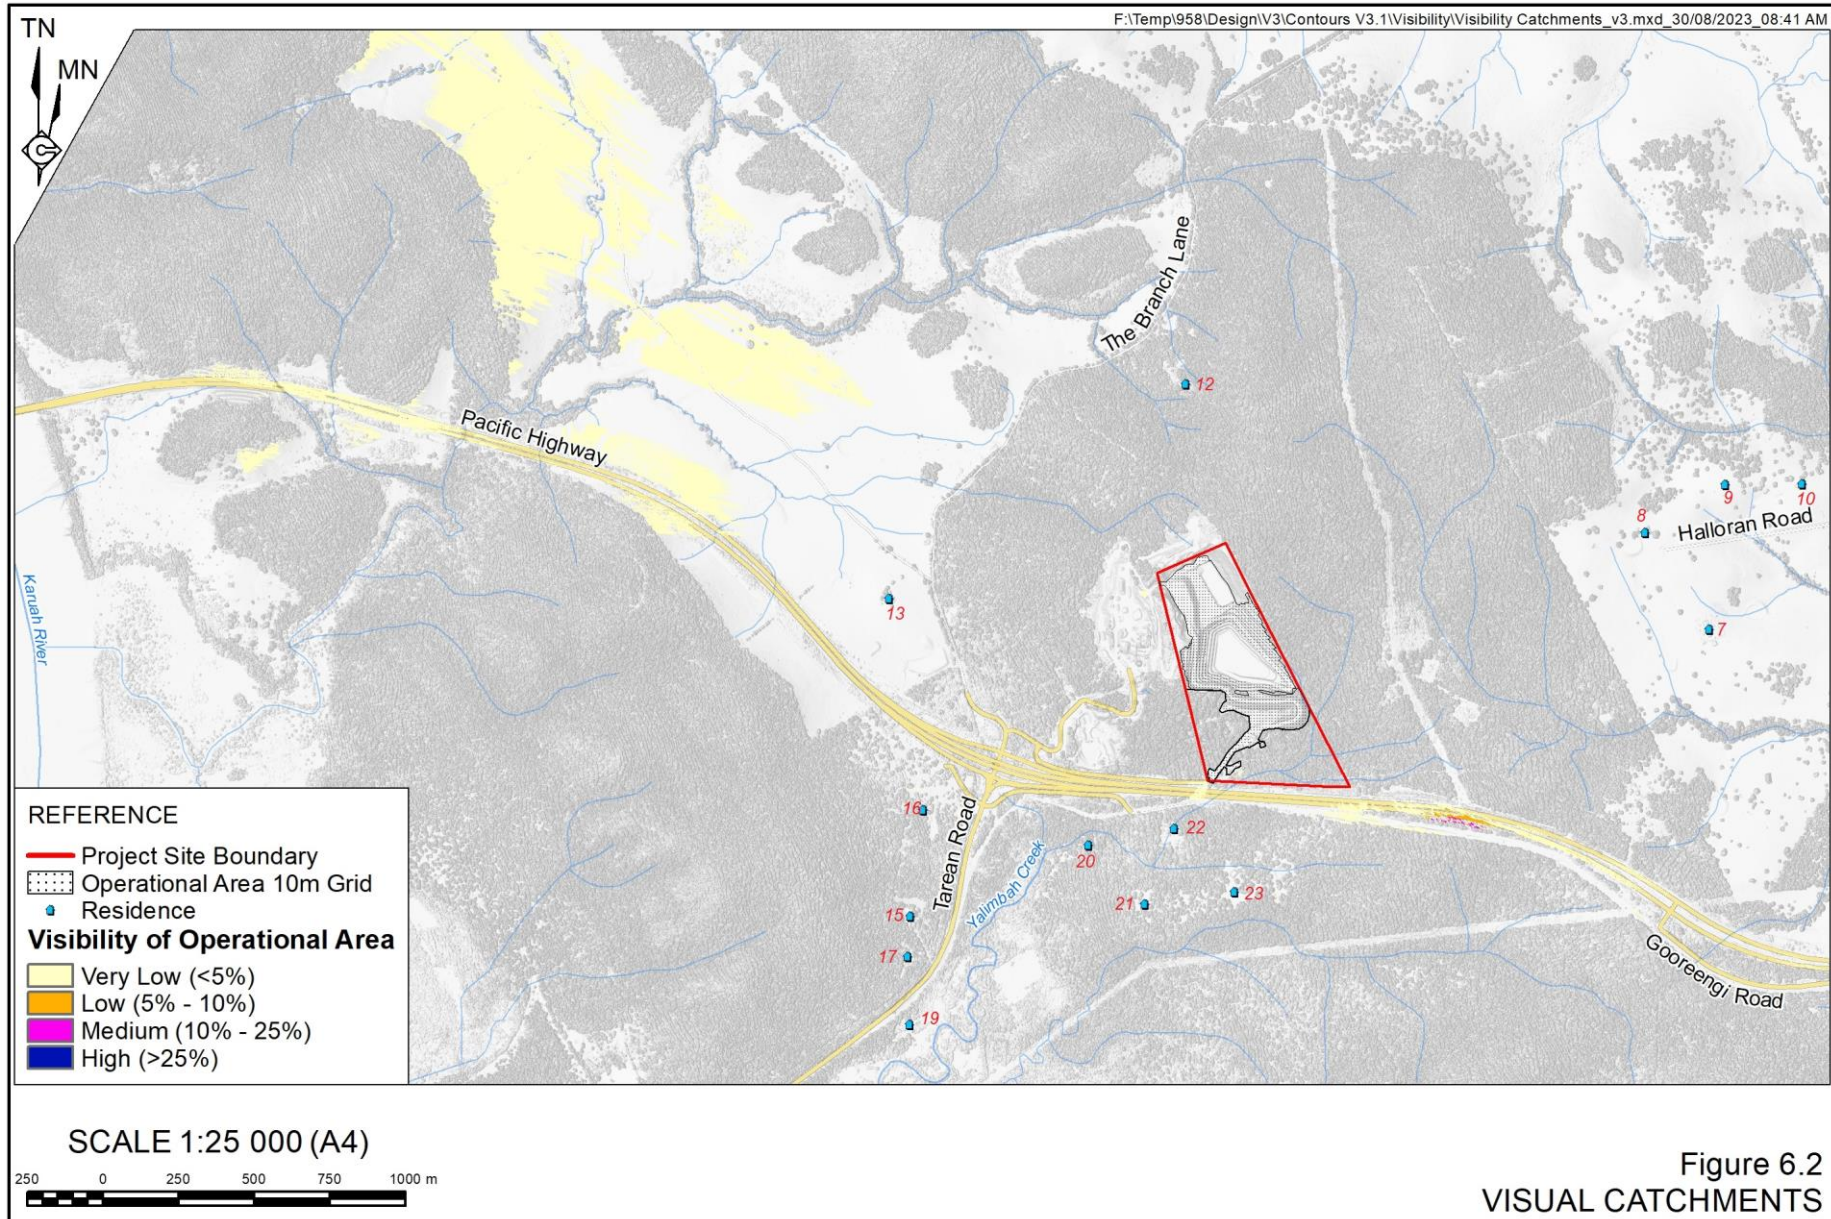 F:\Temp\958\Design\V3\Contours V3.1\Visibility\Visibility Catchments_v3.mxd_30/08/2023_08:41 AM
TN
MN
The Branch Lane
12
Pacific Highway
9
10
8
Halloran Road
Karuah River
13
7
16
Tarean Road
22
20
Yalimbah Creek
21
23
15
17
19
Gooreengi Road
REFERENCE
Project Site Boundary
Operational Area 10m Grid
Residence
Visibility of Operational Area
Very Low (<5%)
Low (5% - 10%)
Medium (10% - 25%)
High (>25%)
SCALE 1:25 000 (A4)
250 0 250 500 750 1000 m
Figure 6.2
VISUAL CATCHMENTS